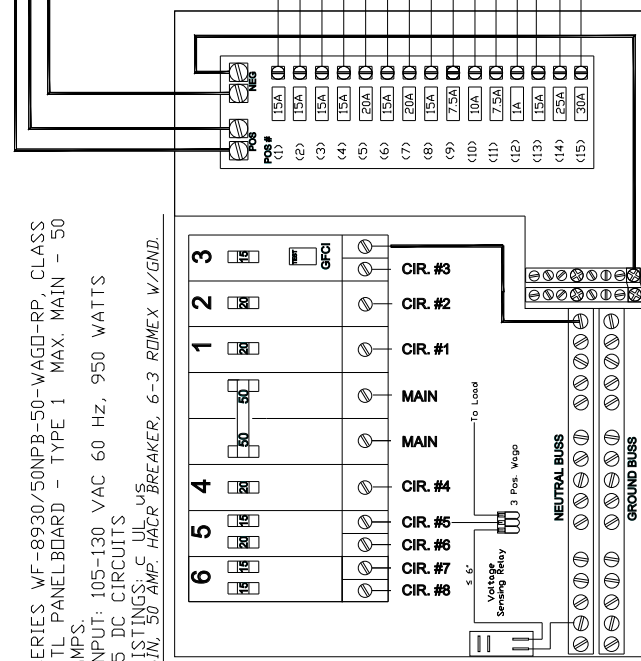 ERIES WF-8930/50NPB-50-WAGO-RP, CLASS
TL PANELBOARD - TYPE 1 MAX. MAIN - 50
MPS.
NPUT: 105-130 VAC 60 Hz, 950 WATTS
5 DC CIRCUITS
ISTINGS: C UL US
IN, 50 AMP. HACR BREAKER, 6-3 ROMEX W/GND.
NEG
POS
POS #
15A (1)
15A (2)
15A (3)
15A (4)
20A (5)
15A (6)
20A (7)
15A (8)
7.5A (9)
10A (10)
7.5A (11)
1A (12)
15A (13)
25A (14)
30A (15)
3 15 TEST GFCI CIR. #3
2 20 CIR. #2
1 20 CIR. #1
50 MAIN
50 MAIN
4 20 CIR. #4
5 15 CIR. #5
20 CIR. #6
6 15 CIR. #7
15 CIR. #8
To Load
3 Pos. Wago
≤ 6"
Voltage
Sensing Relay
NEUTRAL BUSS
GROUND BUSS